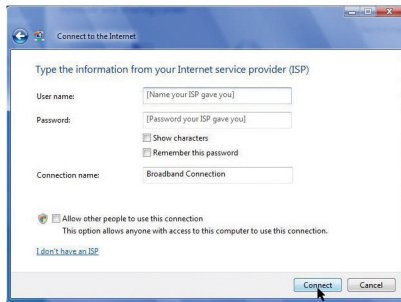 Connect to the Internet
Type the information from your Internet service provider (ISP)
User name: [Name your ISP gave you]
Password: [Password your ISP gave you]
Show characters
Remember this password
Connection name: Broadband Connection
Allow other people to use this connection
This option allows anyone with access to this computer to use this connection.
I don't have an ISP
Connect Cancel